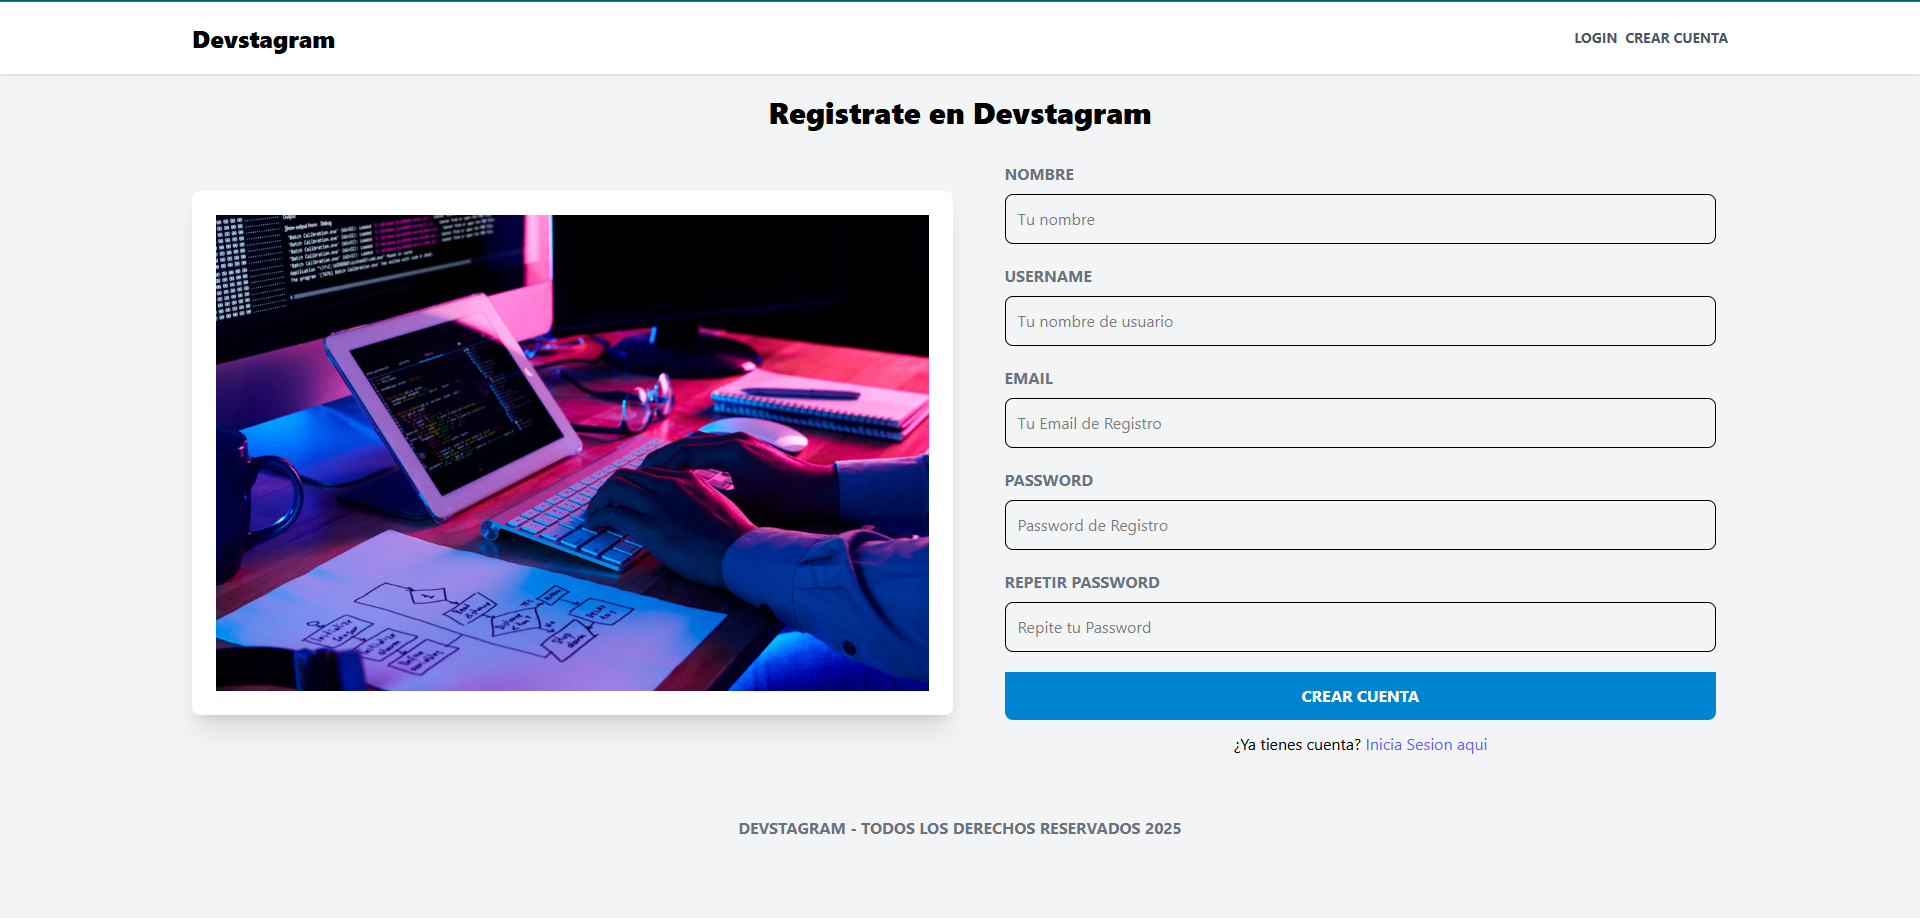 Devstagram
LOGIN CREAR CUENTA
Registrate en Devstagram
NOMBRE
Tu nombre
USERNAME
Tu nombre de usuario
EMAIL
Tu Email de Registro
PASSWORD
Password de Registro
REPETIR PASSWORD
Repite tu Password
CREAR CUENTA
¿Ya tienes cuenta? Inicia Sesion aqui
DEVSTAGRAM - TODOS LOS DERECHOS RESERVADOS 2025